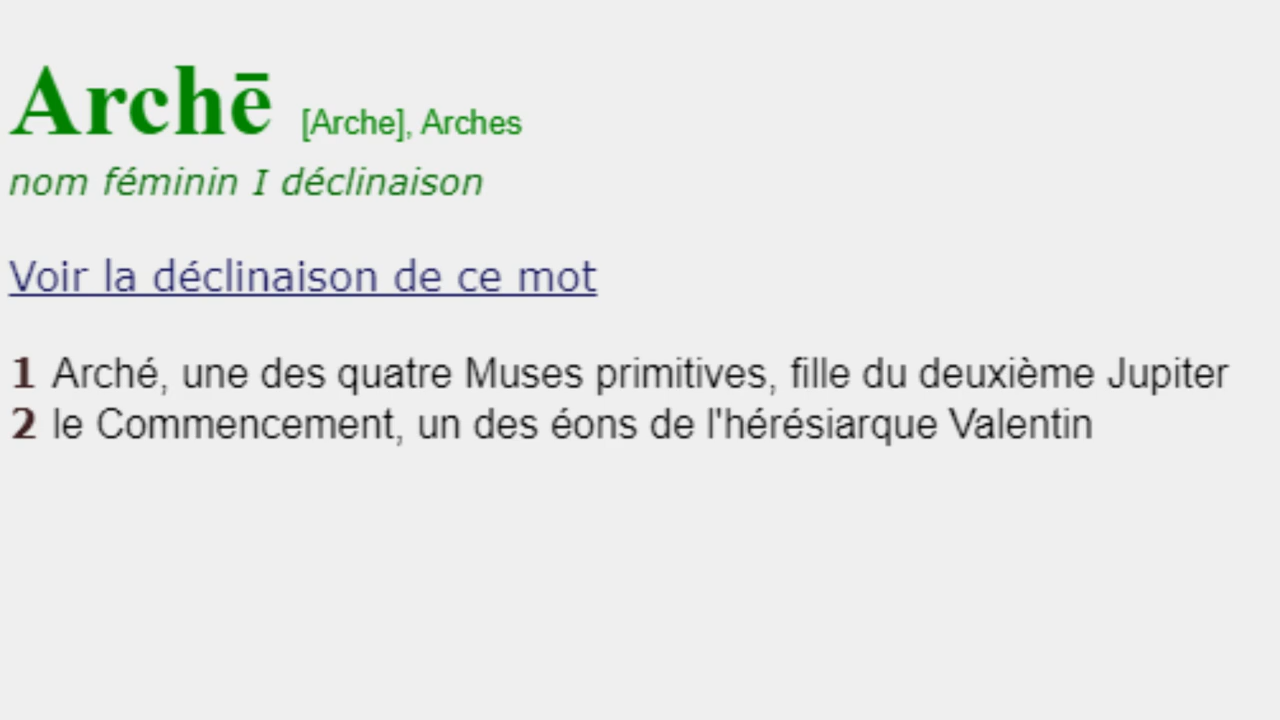 Archē [Arche], Arches
nom féminin I déclinaison
Voir la déclinaison de ce mot
1 Arché, une des quatre Muses primitives, fille du deuxième Jupiter
2 le Commencement, un des éons de l'hérésiarque Valentin